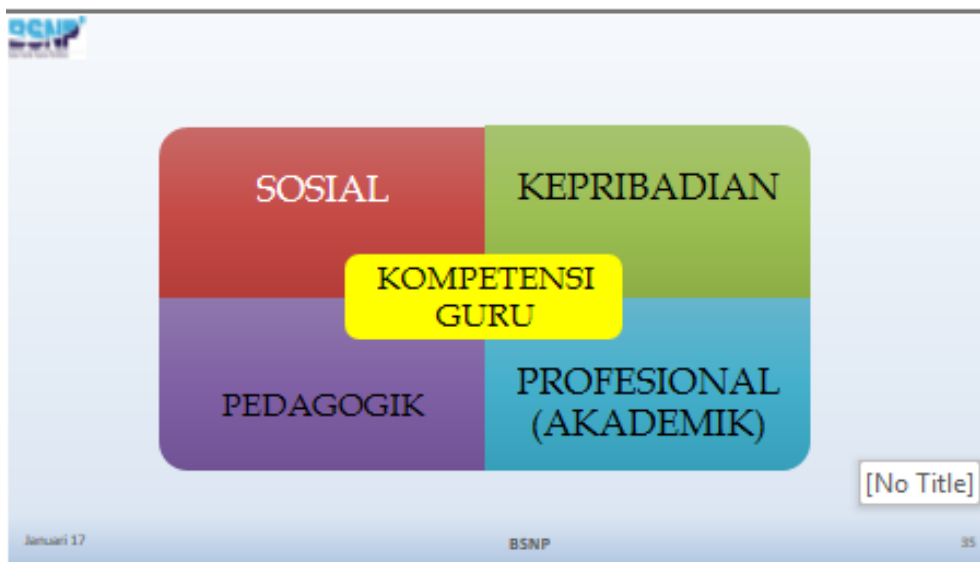 BSNP
SOSIAL
KEPRIBADIAN
KOMPETENSI
GURU
PEDAGOGIK
PROFESIONAL
(AKADEMIK)
[No Title]
Januari 17
BSNP
35